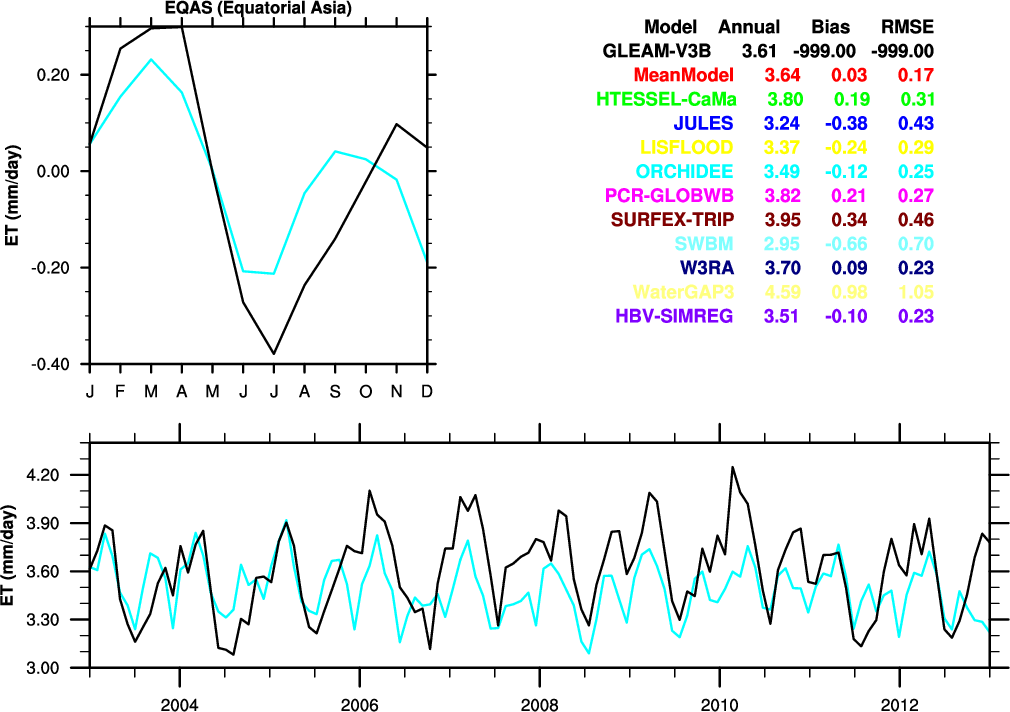 EQAS (Equatorial Asia)
ET (mm/day)
0.20
0.00
-0.20
-0.40
J F M A M J J A S O N D
Model Annual Bias RMSE
GLEAM-V3B 3.61 -999.00 -999.00
MeanModel 3.64 0.03 0.17
HTESSEL-CaMa 3.80 0.19 0.31
JULES 3.24 -0.38 0.43
LISFLOOD 3.37 -0.24 0.29
ORCHIDEE 3.49 -0.12 0.25
PCR-GLOBWB 3.82 0.21 0.27
SURFEX-TRIP 3.95 0.34 0.46
SWBM 2.95 -0.66 0.70
W3RA 3.70 0.09 0.23
WaterGAP3 4.59 0.98 1.05
HBV-SIMREG 3.51 -0.10 0.23
ET (mm/day)
4.20
3.90
3.60
3.30
3.00
2004 2006 2008 2010 2012